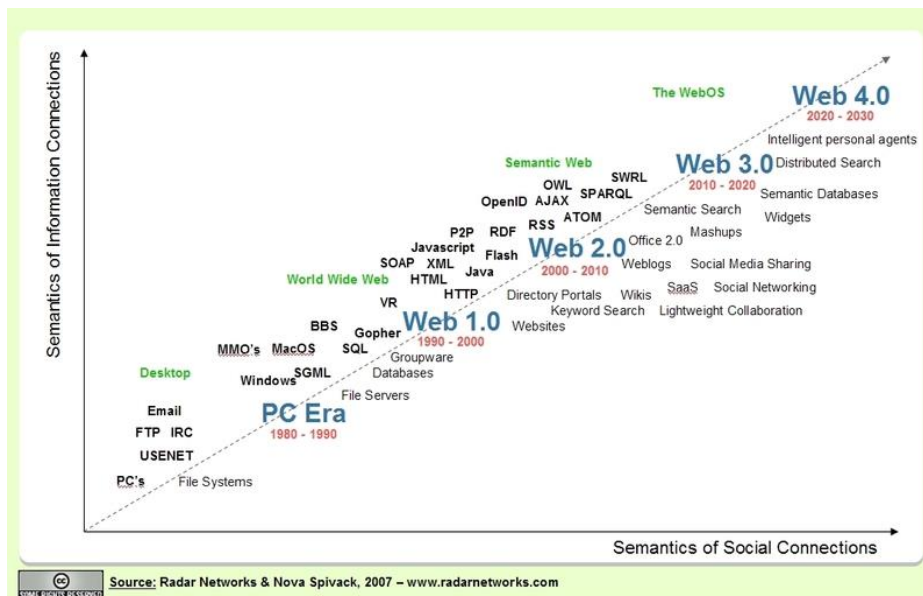 Semantics of Information Connections
The WebOS
Web 4.0
2020 - 2030
Intelligent personal agents
Semantic Web
Web 3.0
2010 - 2020
Distributed Search
SWRL
OWL
SPARQL
Semantic Databases
OpenID
AJAX
ATOM
Semantic Search
Widgets
P2P
RDF
RSS
Mashups
Javascript
Flash
Web 2.0
2000 - 2010
Office 2.0
SOAP
XML
Java
Weblogs
Social Media Sharing
World Wide Web
HTML
HTTP
SaaS
Social Networking
VR
Directory Portals
Wikis
Keyword Search
Lightweight Collaboration
BBS
Gopher
Web 1.0
1990 - 2000
Websites
MMO's
MacOS
SQL
Groupware
Desktop
Windows
SGML
Databases
File Servers
Email
PC Era
1980 - 1990
FTP
IRC
USENET
PC's
File Systems
Semantics of Social Connections
cc
SOME RIGHTS RESERVED
Source: Radar Networks & Nova Spivack, 2007 – www.radarnetworks.com